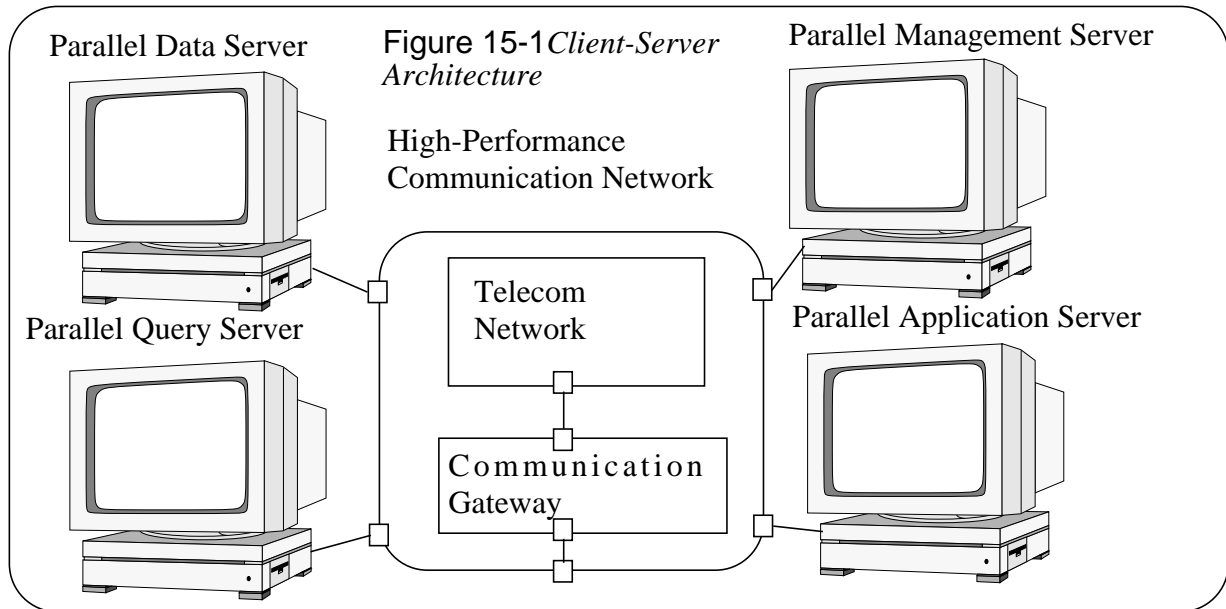 Parallel Data Server
Figure 15-1 Client-Server
Architecture
Parallel Management Server
High-Performance
Communication Network
Telecom
Network
Parallel Query Server
Parallel Application Server
Communication
Gateway